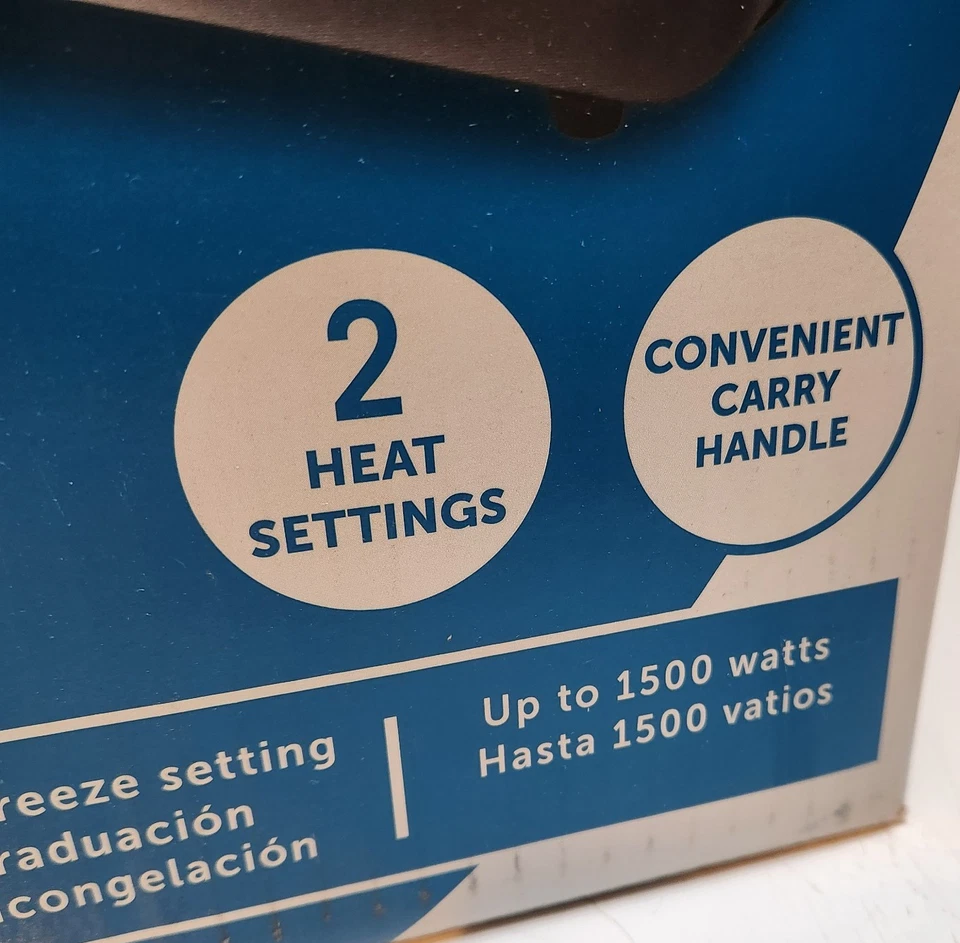 2
HEAT
SETTINGS
CONVENIENT
CARRY
HANDLE
reeze setting
raduación
congelación
Up to 1500 watts
Hasta 1500 vatios